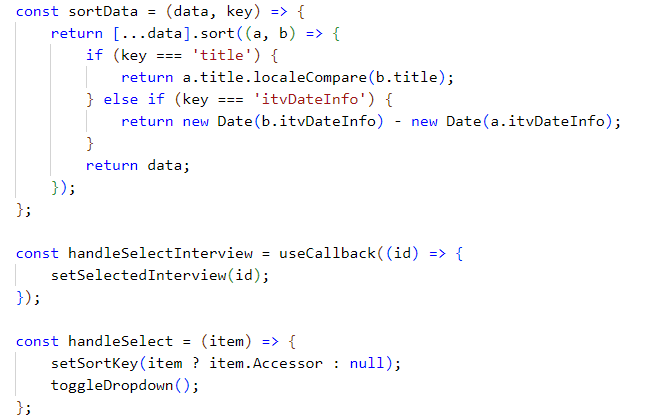 const sortData = (data, key) => {
    return [...data].sort((a, b) => {
        if (key === 'title') {
            return a.title.localeCompare(b.title);
        } else if (key === 'itvDateInfo') {
            return new Date(b.itvDateInfo) - new Date(a.itvDateInfo);
        }
        return data;
    });
};

const handleSelectInterview = useCallback((id) => {
    setSelectedInterview(id);
});

const handleSelect = (item) => {
    setSortKey(item ? item.Accessor : null);
    toggleDropdown();
};